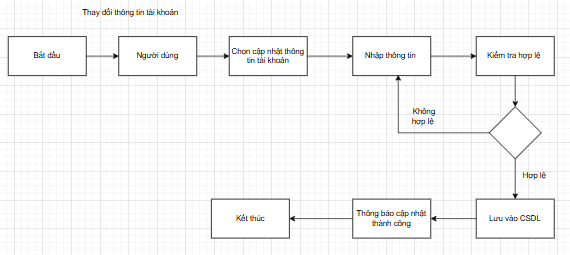 Thay đổi thông tin tài khoản
Bắt đầu
Người dùng
Chọn cập nhật thông
tin tài khoản
Nhập thông tin
Kiểm tra hợp lệ
Không
hợp lệ
Hợp lệ
Kết thúc
Thông báo cập nhật
thành công
Lưu vào CSDL